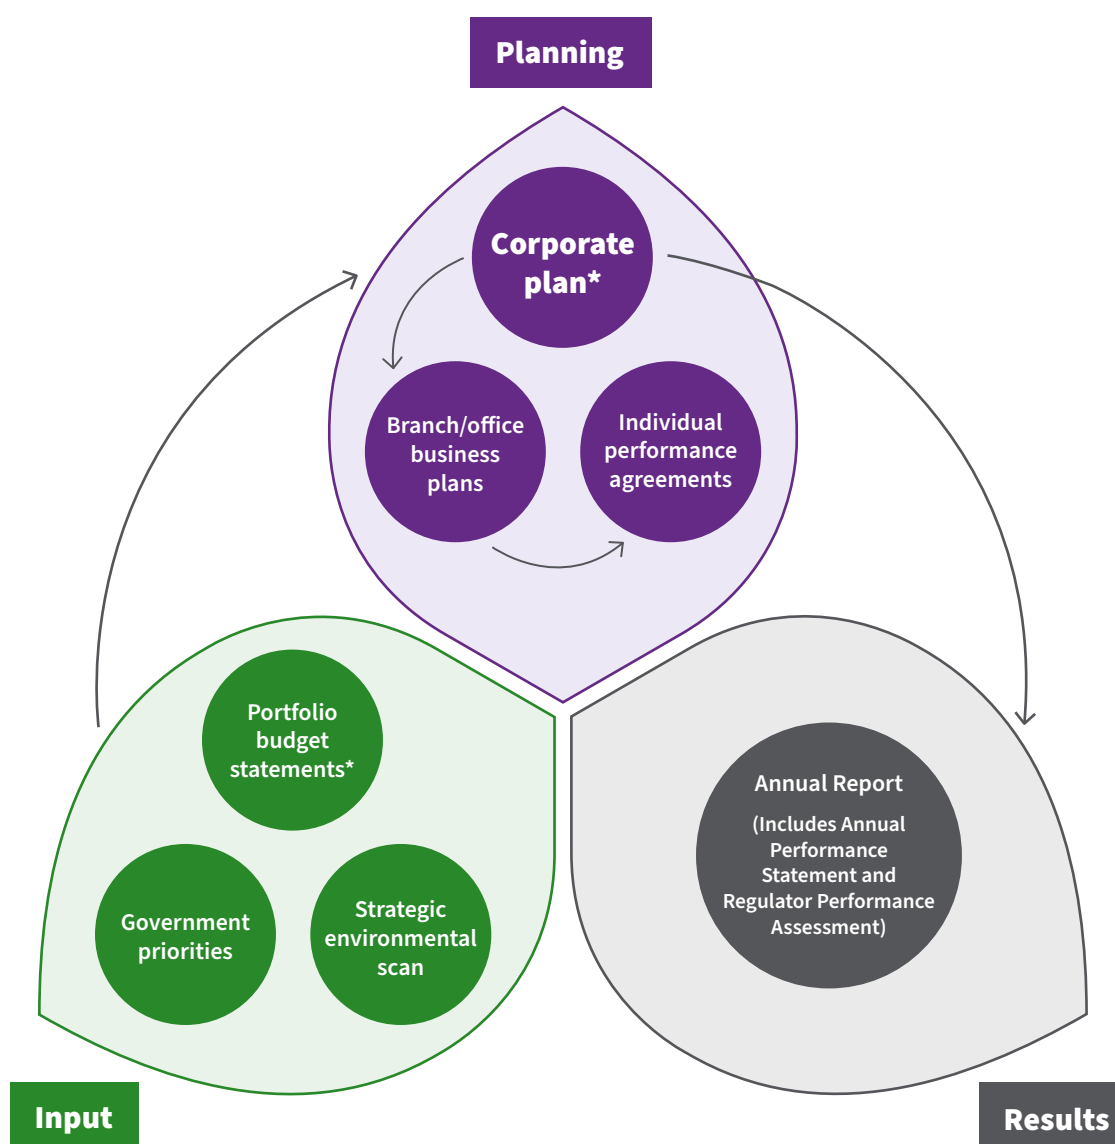 Planning
Corporate
plan*
Branch/office
business
plans
Individual
performance
agreements
Portfolio
budget
statements*
Government
priorities
Strategic
environmental
scan
Annual Report
(Includes Annual
Performance
Statement and
Regulator Performance
Assessment)
Input
Results